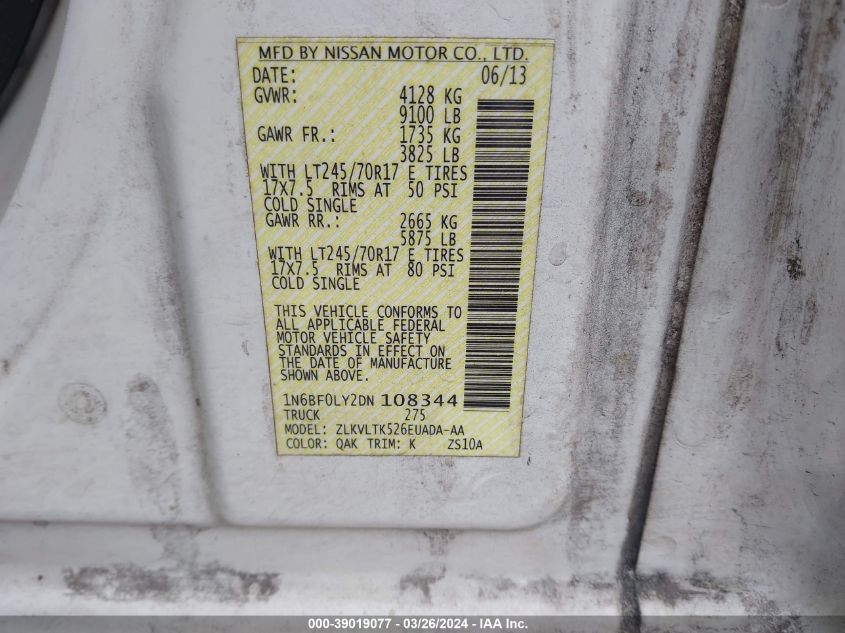 MFD BY NISSAN MOTOR CO., LTD.
DATE: 06/13
GVWR: 4128 KG
9100 LB
GAWR FR.: 1735 KG
3825 LB
WITH LT245/70R17 E TIRES
17X7.5 RIMS AT 50 PSI
COLD SINGLE
GAWR RR.: 2665 KG
5875 LB
WITH LT245/70R17 E TIRES
17X7.5 RIMS AT 80 PSI
COLD SINGLE
THIS VEHICLE CONFORMS TO
ALL APPLICABLE FEDERAL
MOTOR VEHICLE SAFETY
STANDARDS IN EFFECT ON
THE DATE OF MANUFACTURE
SHOWN ABOVE.
1N6BF0LY2DN 108344
TRUCK 275
MODEL: ZLKVLTK526EUADA-AA
COLOR: QAK TRIM: K ZS10A
000-39019077 - 03/26/2024 - IAA Inc.